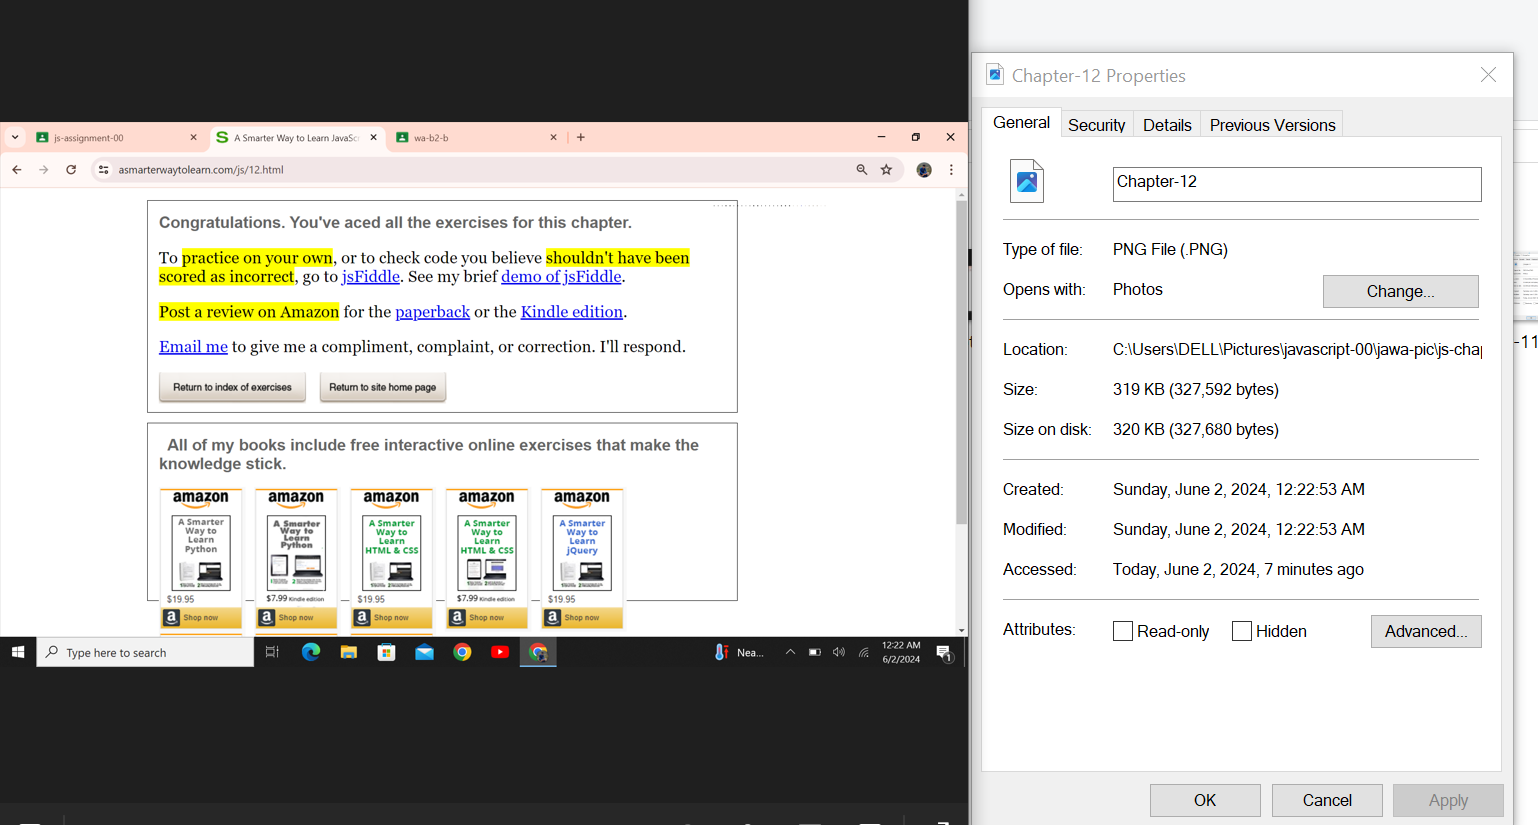 js-assignment-00
A Smarter Way to Learn JavaScr
wa-b2-b
asmarterwaytolearn.com/js/12.html
Congratulations. You've aced all the exercises for this chapter.
To practice on your own, or to check code you believe shouldn't have been
scored as incorrect, go to jsFiddle. See my brief demo of jsFiddle.
Post a review on Amazon for the paperback or the Kindle edition.
Email me to give me a compliment, complaint, or correction. I'll respond.
Return to index of exercises
Return to site home page
All of my books include free interactive online exercises that make the
knowledge stick.
amazon
A Smarter
Way to
Learn
Python
$19.95
Shop now
amazon
A Smarter
Way to
Learn
Python
$7.99 Kindle edition
Shop now
amazon
A Smarter
Way to
Learn
HTML & CSS
$19.95
Shop now
amazon
A Smarter
Way to
Learn
HTML & CSS
$7.99 Kindle edition
Shop now
amazon
A Smarter
Way to
Learn
jQuery
$19.95
Shop now
Type here to search
Nea...
12:22 AM
6/2/2024
1
Chapter-12 Properties
General
Security
Details
Previous Versions
Chapter-12
Type of file: PNG File (.PNG)
Opens with: Photos
Change...
Location: C:\Users\DELL\Pictures\javascript-00\jawa-pic\js-chap
Size: 319 KB (327,592 bytes)
Size on disk: 320 KB (327,680 bytes)
Created: Sunday, June 2, 2024, 12:22:53 AM
Modified: Sunday, June 2, 2024, 12:22:53 AM
Accessed: Today, June 2, 2024, 7 minutes ago
Attributes: Read-only Hidden
Advanced...
OK
Cancel
Apply
-11